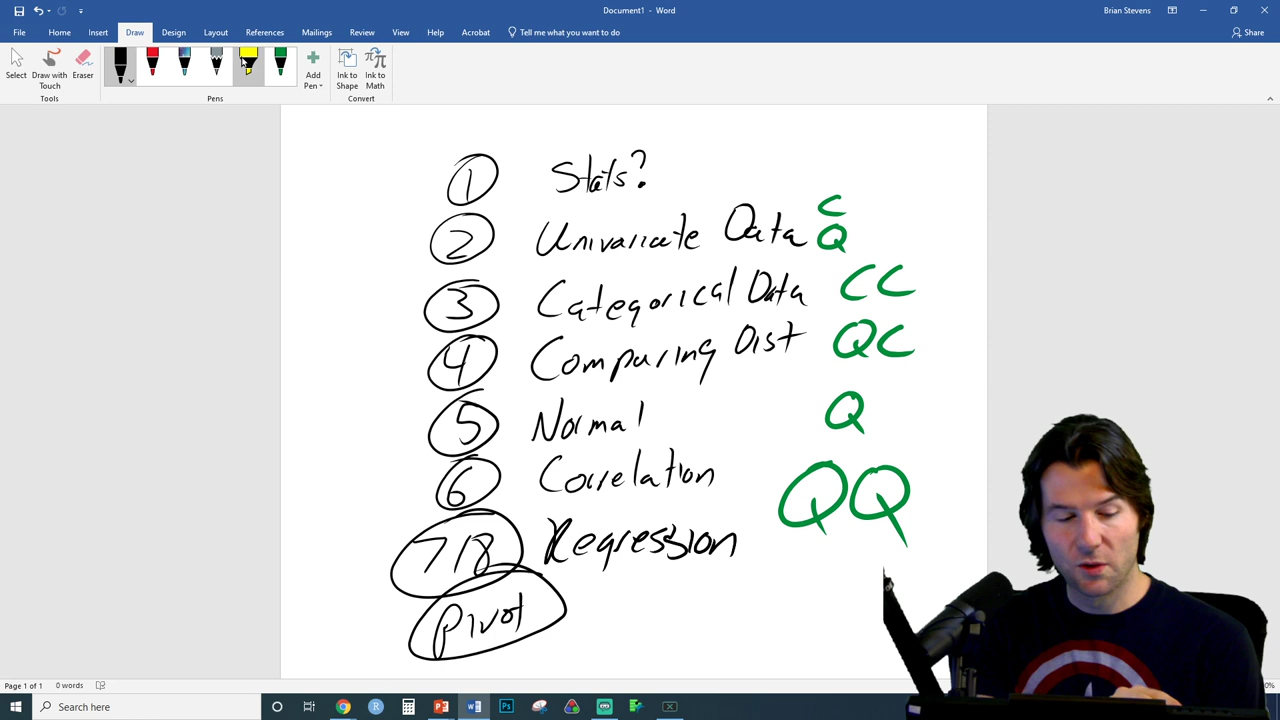 Document1 - Word
Brian Stevens
File Home Insert Draw Design Layout References Mailings Review View Help Acrobat Tell me what you want to do Share
Select Draw with Touch Eraser Add Pen Ink to Shape Ink to Math
Tools Pens Convert
1 Stats?
2 Univariate Data C Q
3 Categorical Data CC
4 Comparing Dist QC
5 Normal Q
6 Correlation QQ
7/8 Regression
pivot
Page 1 of 1 0 words
Search here